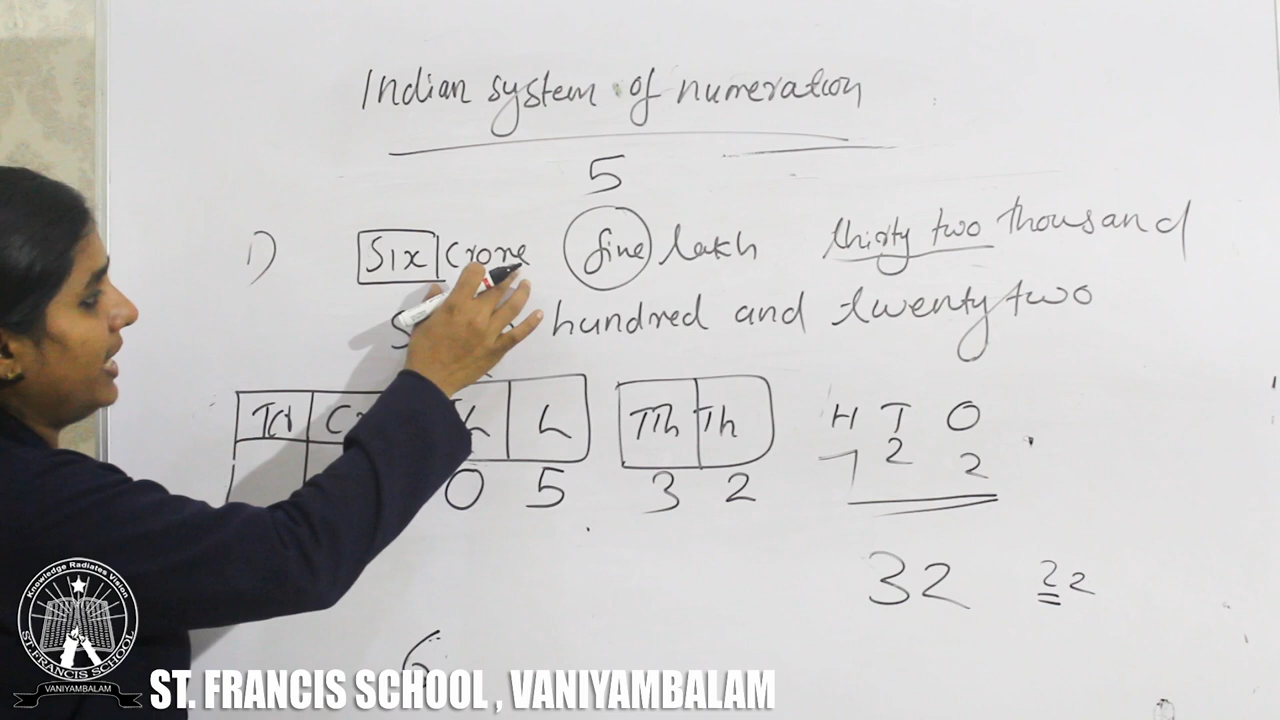 Indian system of numeration
5
1) Six Crore five lakh thirty two thousand
hundred and twenty two
TCr L Th Th H T O
0 5 3 2 7 2 2
32 22
6
Knowledge Radiates Vision
ST. FRANCIS SCHOOL
VANIYAMBALAM
ST. FRANCIS SCHOOL , VANIYAMBALAM